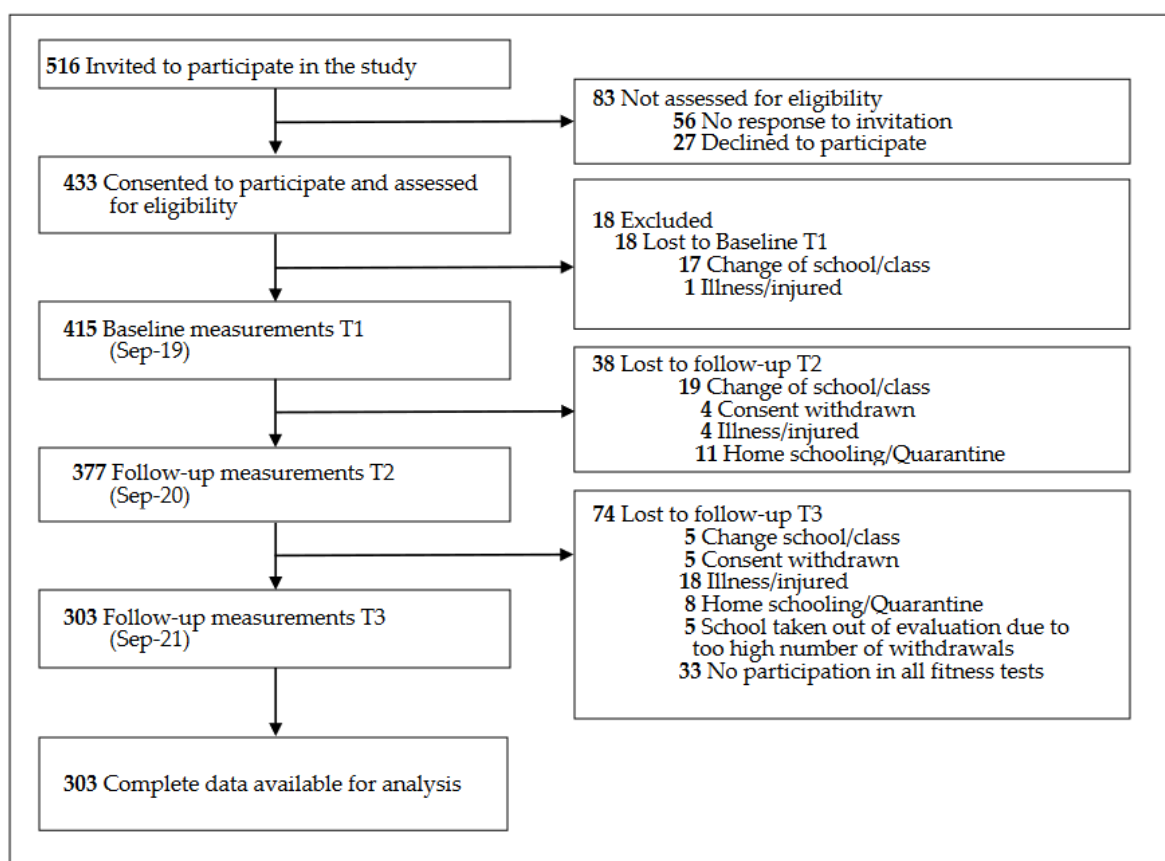 516 Invited to participate in the study
83 Not assessed for eligibility
56 No response to invitation
27 Declined to participate
433 Consented to participate and assessed
for eligibility
18 Excluded
18 Lost to Baseline T1
17 Change of school/class
1 Illness/injured
415 Baseline measurements T1
(Sep-19)
38 Lost to follow-up T2
19 Change of school/class
4 Consent withdrawn
4 Illness/injured
11 Home schooling/Quarantine
377 Follow-up measurements T2
(Sep-20)
74 Lost to follow-up T3
5 Change school/class
5 Consent withdrawn
18 Illness/injured
8 Home schooling/Quarantine
5 School taken out of evaluation due to
too high number of withdrawals
33 No participation in all fitness tests
303 Follow-up measurements T3
(Sep-21)
303 Complete data available for analysis